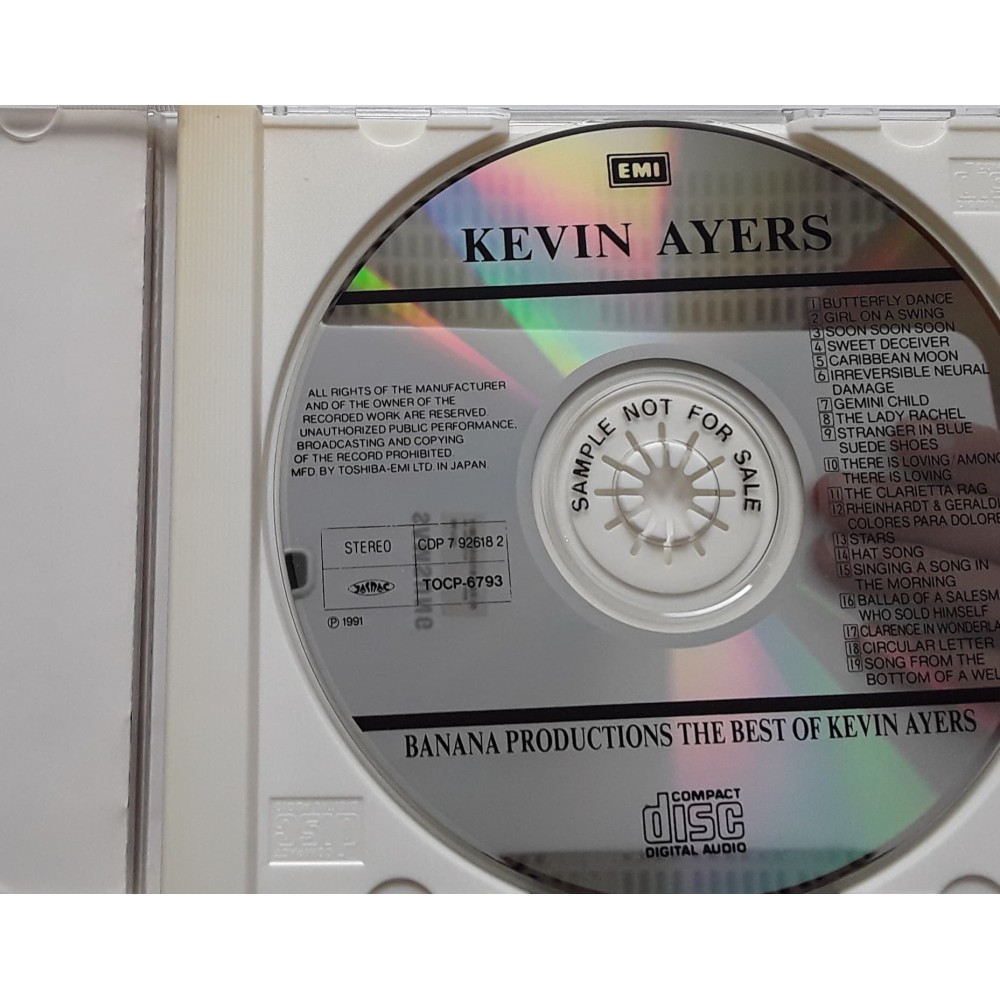 EMI
KEVIN AYERS
1 BUTTERFLY DANCE
2 GIRL ON A SWING
3 SOON SOON SOON
4 SWEET DECEIVER
5 CARIBBEAN MOON
6 IRREVERSIBLE NEURAL
DAMAGE
7 GEMINI CHILD
8 THE LADY RACHEL
9 STRANGER IN BLUE
SUEDE SHOES
10 THERE IS LOVING/AMONG
THERE IS LOVING
11 THE CLARIETTA RAG
12 RHEINHARDT & GERALDI
COLORES PARA DOLORE
13 STARS
14 HAT SONG
15 SINGING A SONG IN
THE MORNING
16 BALLAD OF A SALESM
WHO SOLD HIMSELF
17 CLARENCE IN WONDERLA
18 CIRCULAR LETTER
19 SONG FROM THE
BOTTOM OF A WEL
ALL RIGHTS OF THE MANUFACTURER
AND OF THE OWNER OF THE
RECORDED WORK ARE RESERVED.
UNAUTHORIZED PUBLIC PERFORMANCE,
BROADCASTING AND COPYING
OF THE RECORD PROHIBITED.
MFD BY TOSHIBA-EMI LTD. IN JAPAN
SAMPLE NOT FOR SALE
STEREO
CDP 7 92618 2
JASRAC
TOCP-6793
℗ 1991
BANANA PRODUCTIONS THE BEST OF KEVIN AYERS
COMPACT
disc
DIGITAL AUDIO